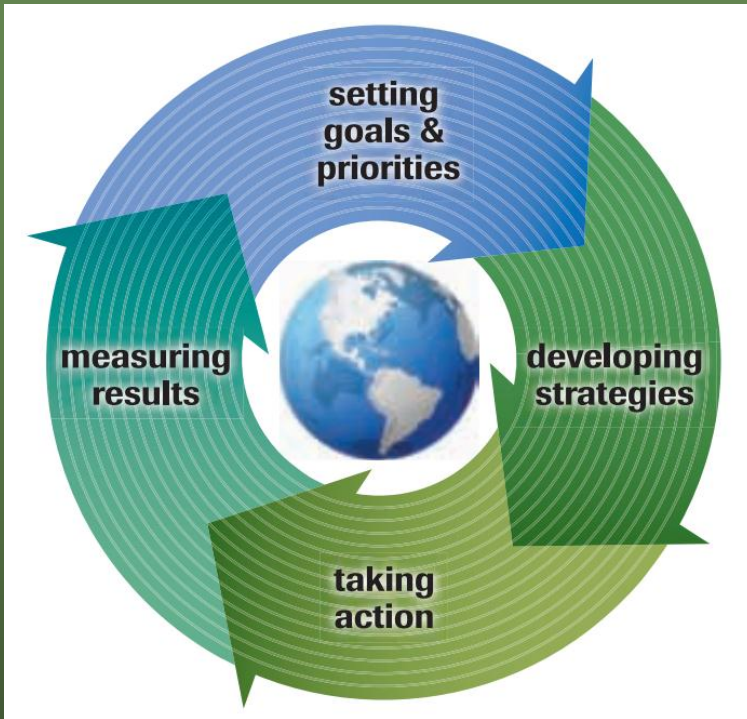 setting
goals &
priorities
developing
strategies
taking
action
measuring
results